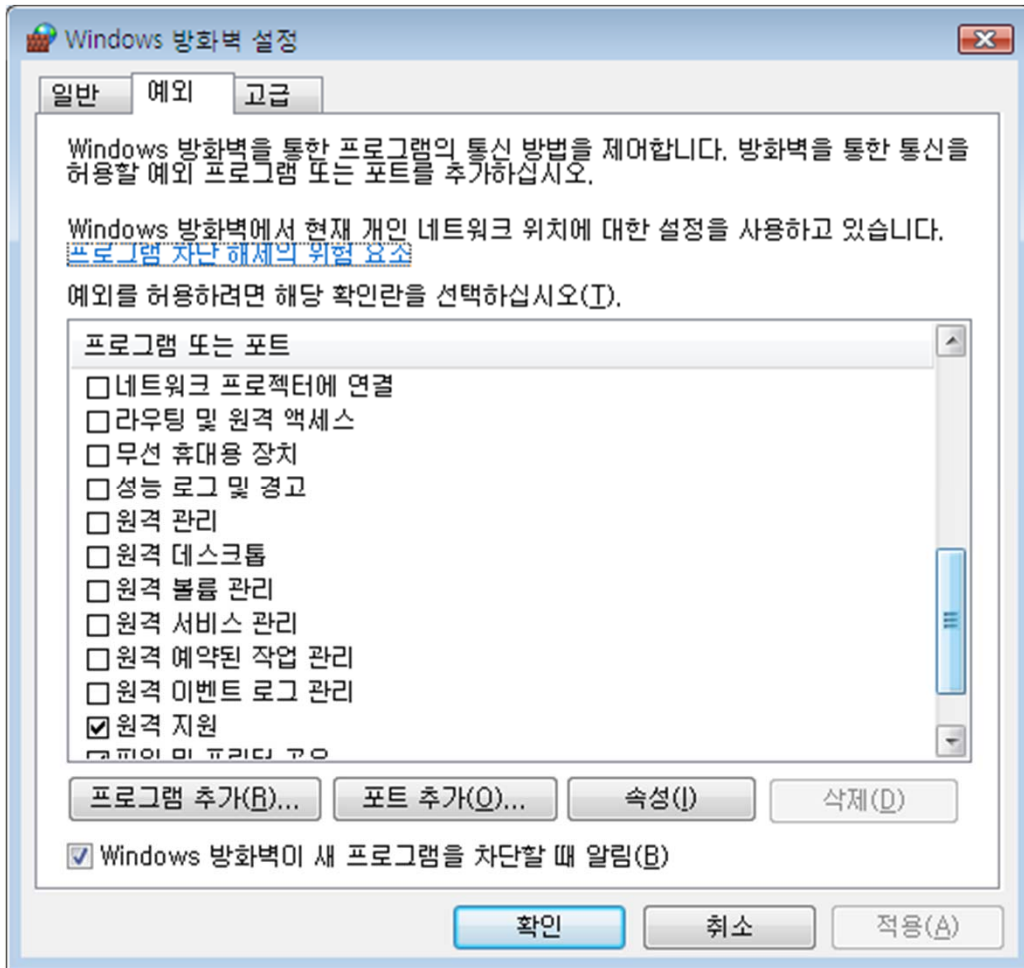 Windows 방화벽 설정
일반
예외
고급
Windows 방화벽을 통한 프로그램의 통신 방법을 제어합니다. 방화벽을 통한 통신을
허용할 예외 프로그램 또는 포트를 추가하십시오.
Windows 방화벽에서 현재 개인 네트워크 위치에 대한 설정을 사용하고 있습니다.
프로그램 차단 해제의 위험 요소
예외를 허용하려면 해당 확인란을 선택하십시오(T).
프로그램 또는 포트
네트워크 프로젝터에 연결
라우팅 및 원격 액세스
무선 휴대용 장치
성능 로그 및 경고
원격 관리
원격 데스크톱
원격 볼륨 관리
원격 서비스 관리
원격 예약된 작업 관리
원격 이벤트 로그 관리
원격 지원
파일 및 프린터 공유
프로그램 추가(R)...
포트 추가(O)...
속성(I)
삭제(D)
Windows 방화벽이 새 프로그램을 차단할 때 알림(B)
확인
취소
적용(A)